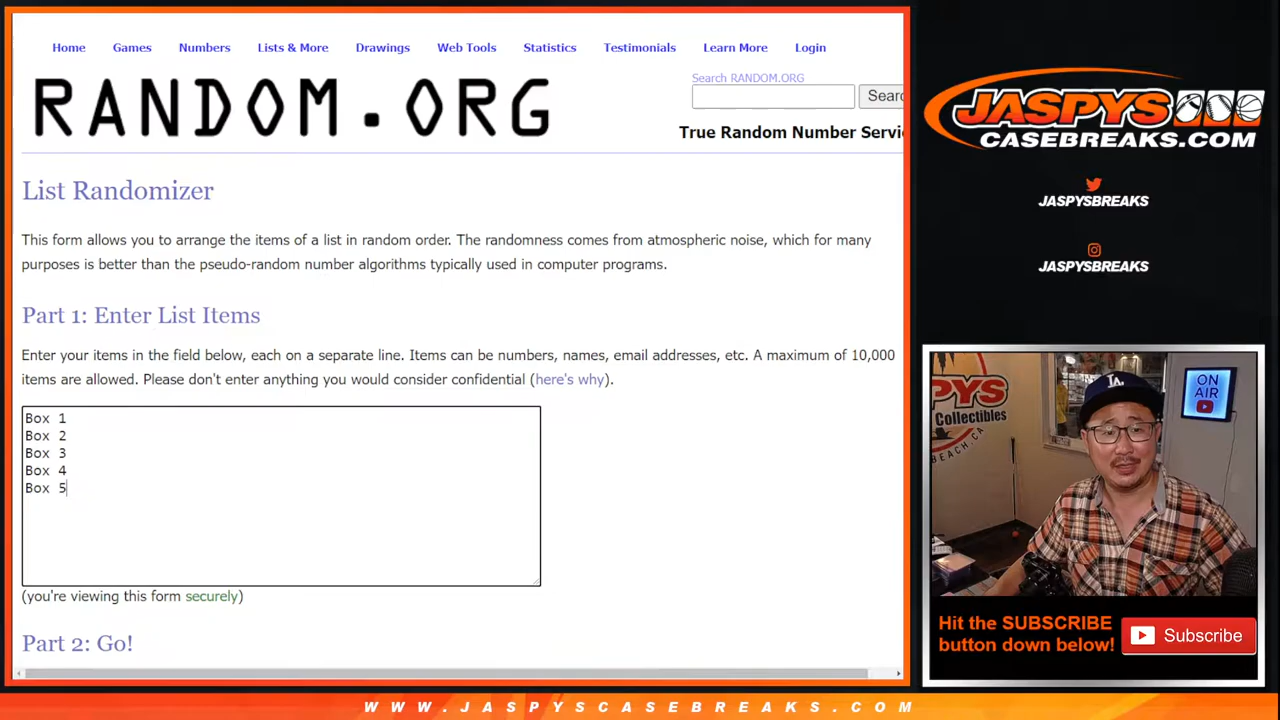 Home Games Numbers Lists & More Drawings Web Tools Statistics Testimonials Learn More Login
RANDOM.ORG
Search RANDOM.ORG
True Random Number
List Randomizer
This form allows you to arrange the items of a list in random order. The randomness comes from atmospheric noise, which for many
purposes is better than the pseudo-random number algorithms typically used in computer programs.
Part 1: Enter List Items
Enter your items in the field below, each on a separate line. Items can be numbers, names, email addresses, etc. A maximum of 10,000
items are allowed. Please don't enter anything you would consider confidential (here's why).
Box 1
Box 2
Box 3
Box 4
Box 5
(you're viewing this form securely)
Part 2: Go!
JASPYS
CASEBREAKS.COM
JASPYSBREAKS
JASPYSBREAKS
Collectibles
ON
AIR
LA
Hit the SUBSCRIBE
button down below!
Subscribe
WWW.JASPYSCASEBREAKS.COM